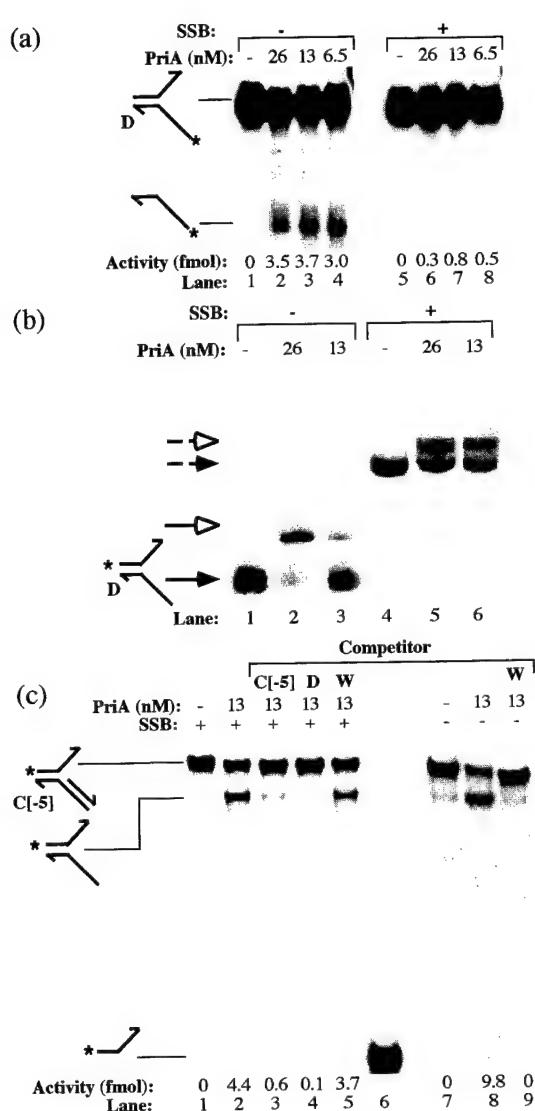 (a)
SSB: - +
PriA (nM): - 26 13 6.5 - 26 13 6.5
D
*
*
Activity (fmol): 0 3.5 3.7 3.0 0 0.3 0.8 0.5
Lane: 1 2 3 4 5 6 7 8
(b)
SSB: - +
PriA (nM): - 26 13 - 26 13
*
D
Lane: 1 2 3 4 5 6
Competitor
(c)
C[-5] D W W
PriA (nM): - 13 13 13 13 - 13 13
SSB: + + + + + - - -
*
C[-5]
*
*
Activity (fmol): 0 4.4 0.6 0.1 3.7 0 9.8 0
Lane: 1 2 3 4 5 6 7 8 9